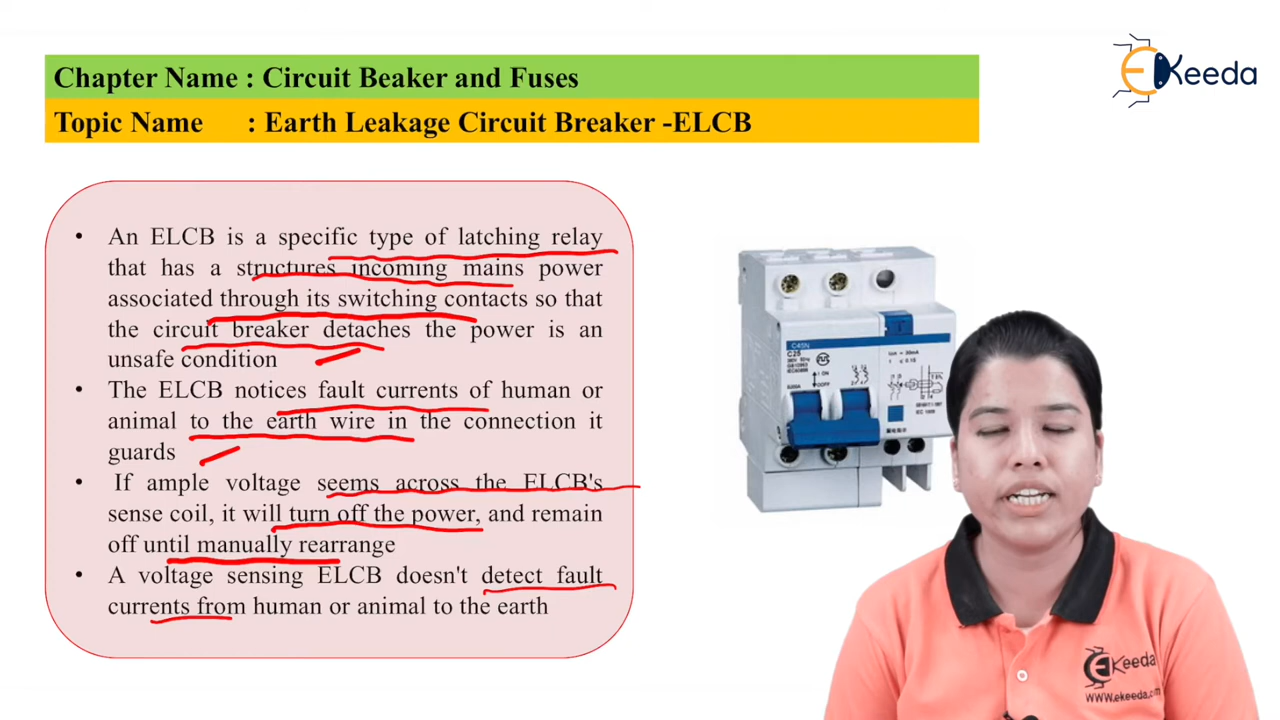 Chapter Name : Circuit Beaker and Fuses
Keeda
Topic Name : Earth Leakage Circuit Breaker -ELCB
• An ELCB is a specific type of latching relay
that has a structures incoming mains power
associated through its switching contacts so that
the circuit breaker detaches the power is an
unsafe condition
• The ELCB notices fault currents of human or
animal to the earth wire in the connection it
guards
• If ample voltage seems across the ELCB's
sense coil, it will turn off the power, and remain
off until manually rearrange
• A voltage sensing ELCB doesn't detect fault
currents from human or animal to the earth
C45N
C25
Keeda
www.ekeeda.com